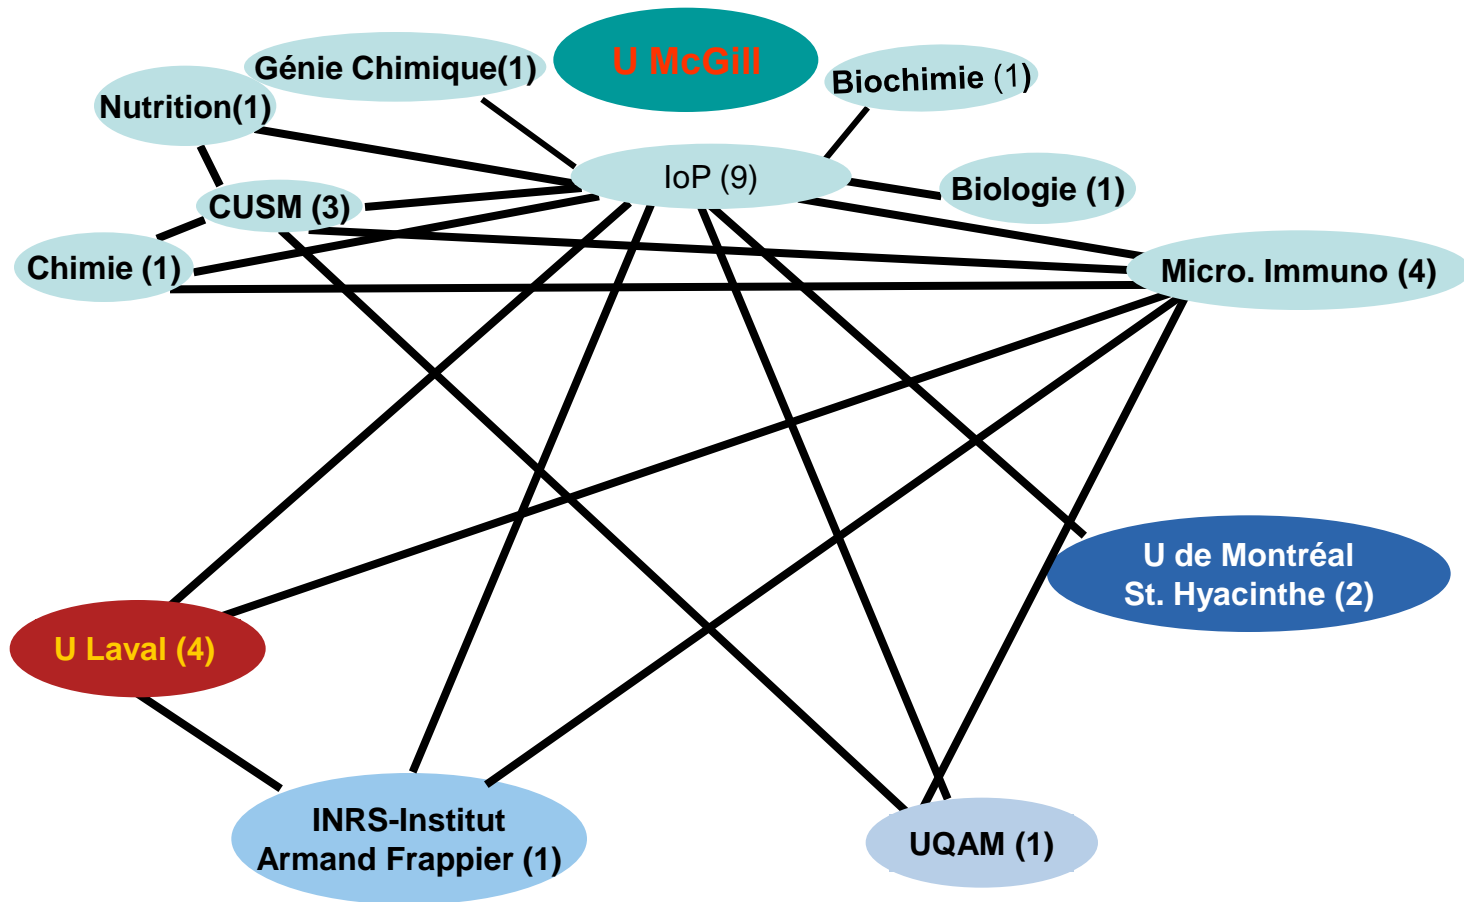 U McGill
Génie Chimique(1)
Biochimie (1)
Nutrition(1)
IoP (9)
Biologie (1)
CUSM (3)
Chimie (1)
Micro. Immuno (4)
U de Montréal
St. Hyacinthe (2)
U Laval (4)
INRS-Institut
Armand Frappier (1)
UQAM (1)